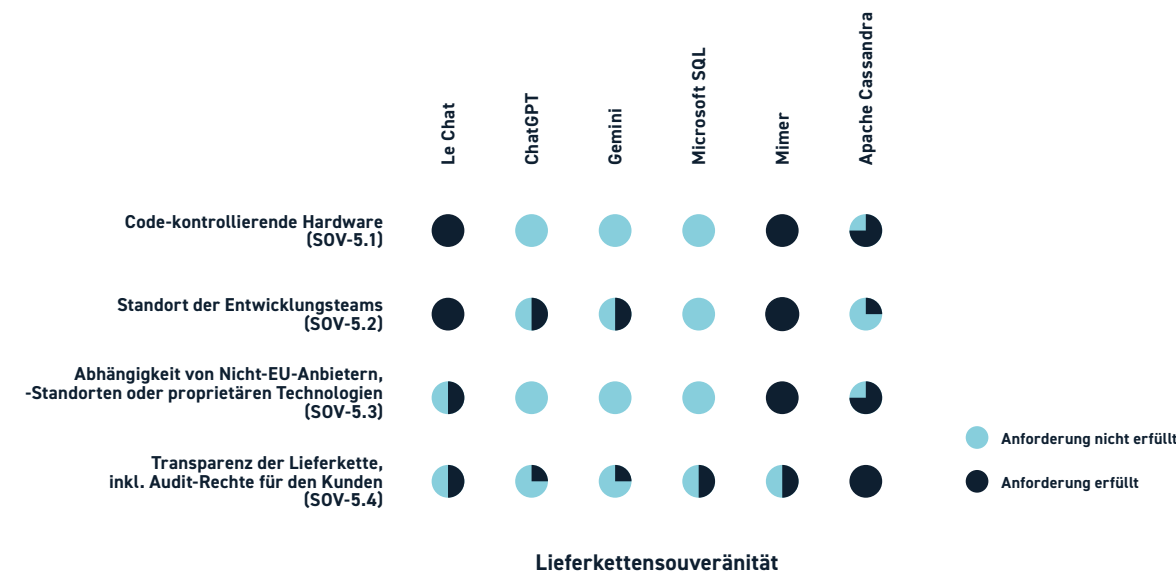 Le Chat
ChatGPT
Gemini
Microsoft SQL
Mimer
Apache Cassandra
Code-kontrollierende Hardware
(SOV-5.1)
Standort der Entwicklungsteams
(SOV-5.2)
Abhängigkeit von Nicht-EU-Anbietern,
-Standorten oder proprietären Technologien
(SOV-5.3)
Transparenz der Lieferkette,
inkl. Audit-Rechte für den Kunden
(SOV-5.4)
Anforderung nicht erfüllt
Anforderung erfüllt
Lieferkettensouveränität